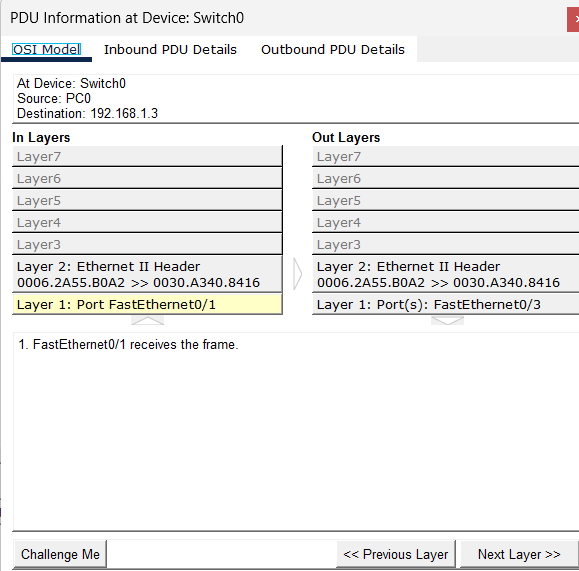 PDU Information at Device: Switch0
OSI Model Inbound PDU Details Outbound PDU Details
At Device: Switch0
Source: PC0
Destination: 192.168.1.3
In Layers
Layer7
Layer6
Layer5
Layer4
Layer3
Layer 2: Ethernet II Header
0006.2A55.B0A2 >> 0030.A340.8416
Layer 1: Port FastEthernet0/1
Out Layers
Layer7
Layer6
Layer5
Layer4
Layer3
Layer 2: Ethernet II Header
0006.2A55.B0A2 >> 0030.A340.8416
Layer 1: Port(s): FastEthernet0/3
1. FastEthernet0/1 receives the frame.
Challenge Me << Previous Layer Next Layer >>